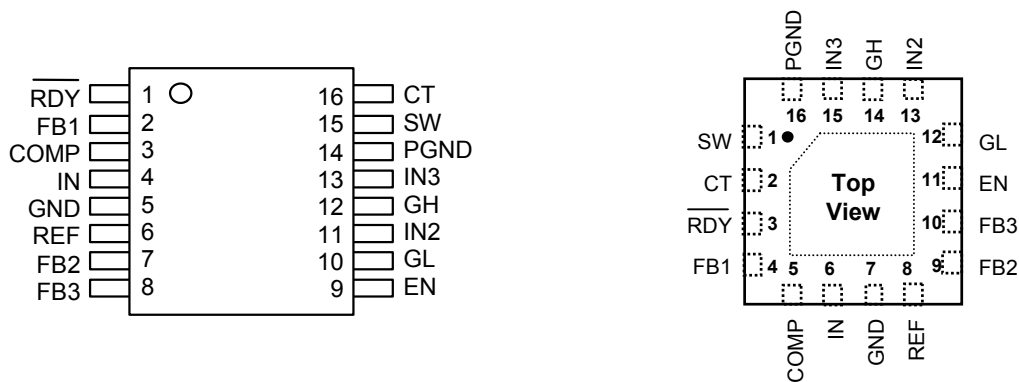 RDY 1 16 CT
FB1 2 15 SW
COMP 3 14 PGND
IN 4 13 IN3
GND 5 12 GH
REF 6 11 IN2
FB2 7 10 GL
FB3 8 9 EN
PGND IN3 GH IN2
16 15 14 13
SW 1 12 GL
CT 2 11 EN
Top
View
RDY 3 10 FB3
FB1 4 9 FB2
5 6 7 8
COMP IN GND REF